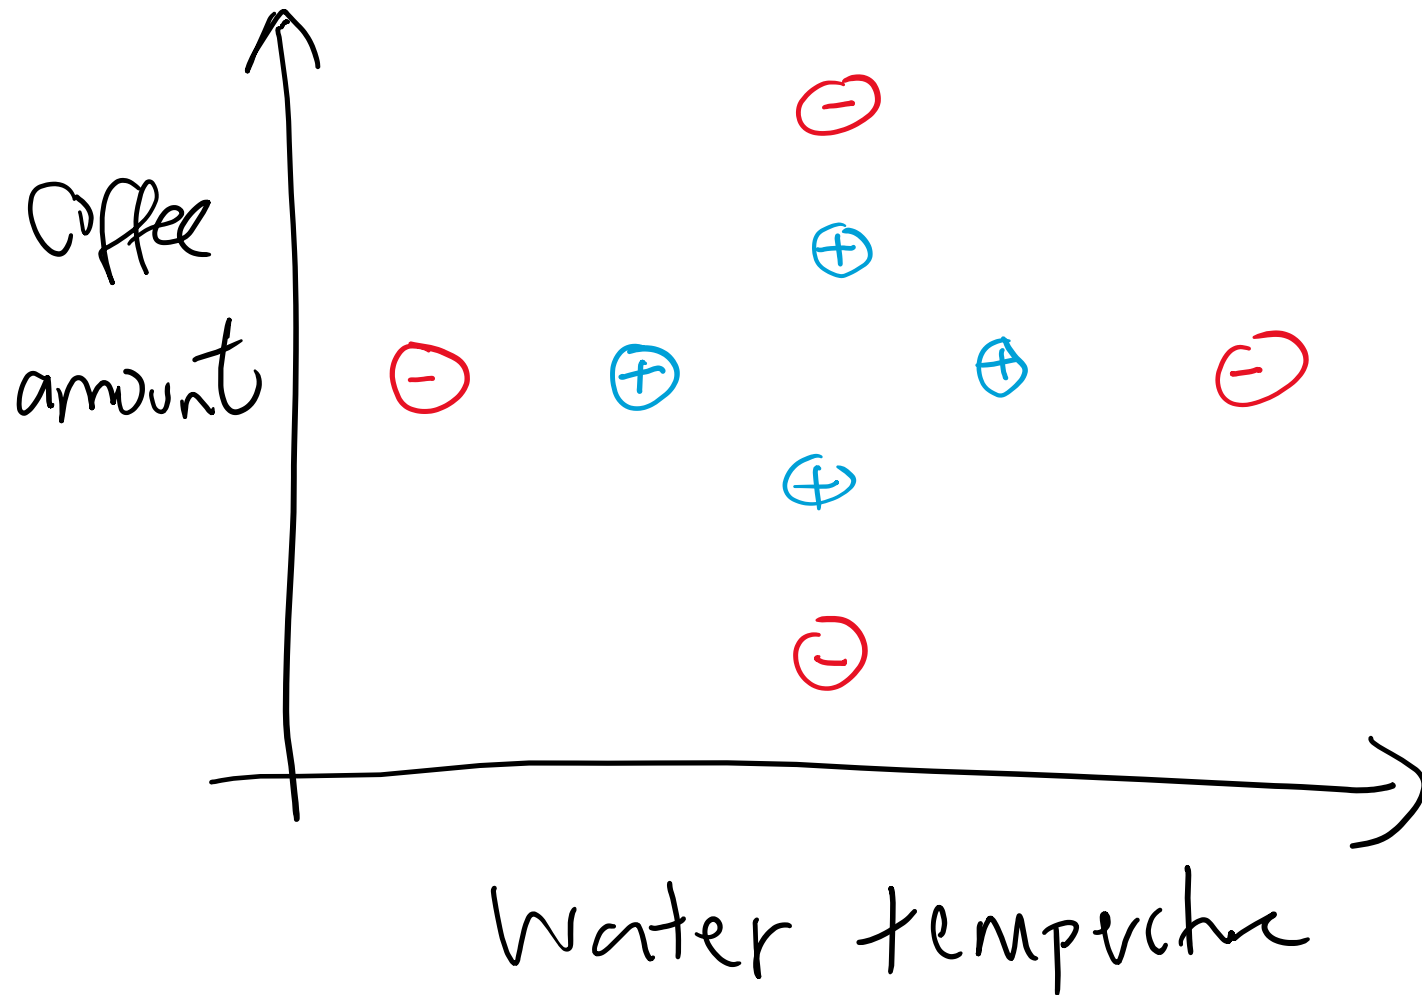 Coffee
amount
−
+
− + + −
+
−
water temperature